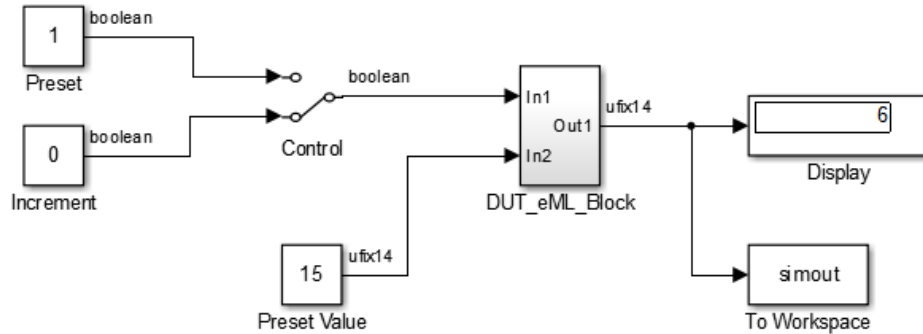 boolean
1
Preset
boolean
boolean
0
Increment
Control
In1
ufix14
Out1
In2
DUT_eML_Block
6
Display
15
ufix14
Preset Value
simout
To Workspace